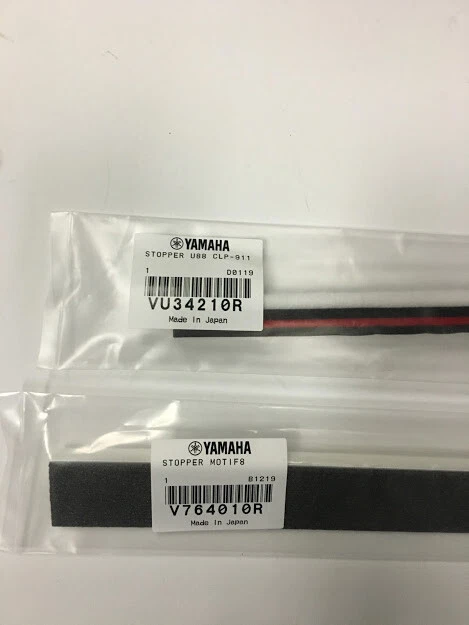 YAMAHA
STOPPER U88 CLP-911
1 D0119
VU34210R
Made In Japan
YAMAHA
STOPPER MOTIF8
1 B1219
V764010R
Made In Japan